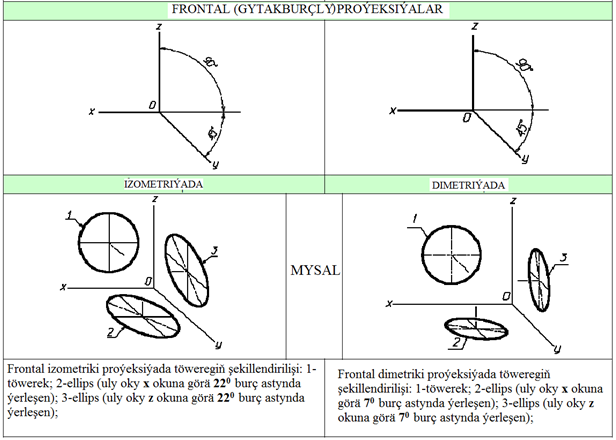 FRONTAL (GYTAKBURÇLY)PROÝEKSIÝALAR
z
90°
x
0
45°
y
z
90°
x
0
45°
y
IZOMETRIÝADA
DIMETRIÝADA
z
1
3
x
0
2
y
MYSAL
z
1
3
x
0
2
y
Frontal izometriki proýeksiýada töweregiň şekillendirilişi: 1-
töwerek; 2-ellips (uly oky x okuna görä 22⁰ burç astynda
ýerleşen); 3-ellips (uly oky z okuna görä 22⁰ burç astynda
ýerleşen);
Frontal dimetriki proýeksiýada töweregiň
şekillendirilişi: 1-töwerek; 2-ellips (uly oky x okuna
görä 7⁰ burç astynda ýerleşen); 3-ellips (uly oky z
okuna görä 7⁰ burç astynda ýerleşen);